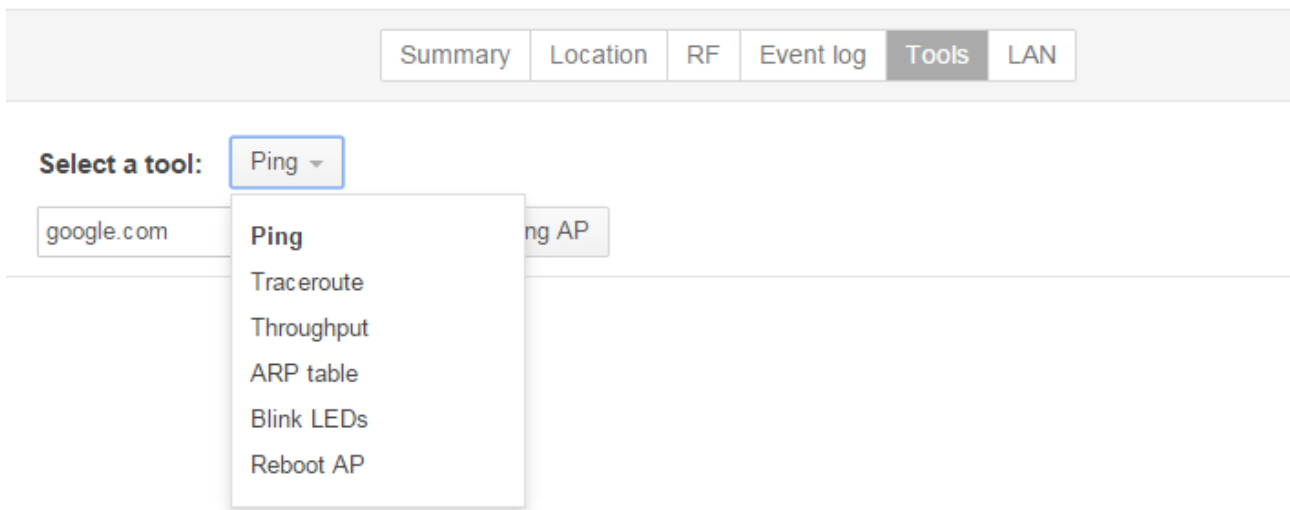 Summary Location RF Event log Tools LAN
Select a tool: Ping
google.com
ng AP
Ping
Traceroute
Throughput
ARP table
Blink LEDs
Reboot AP